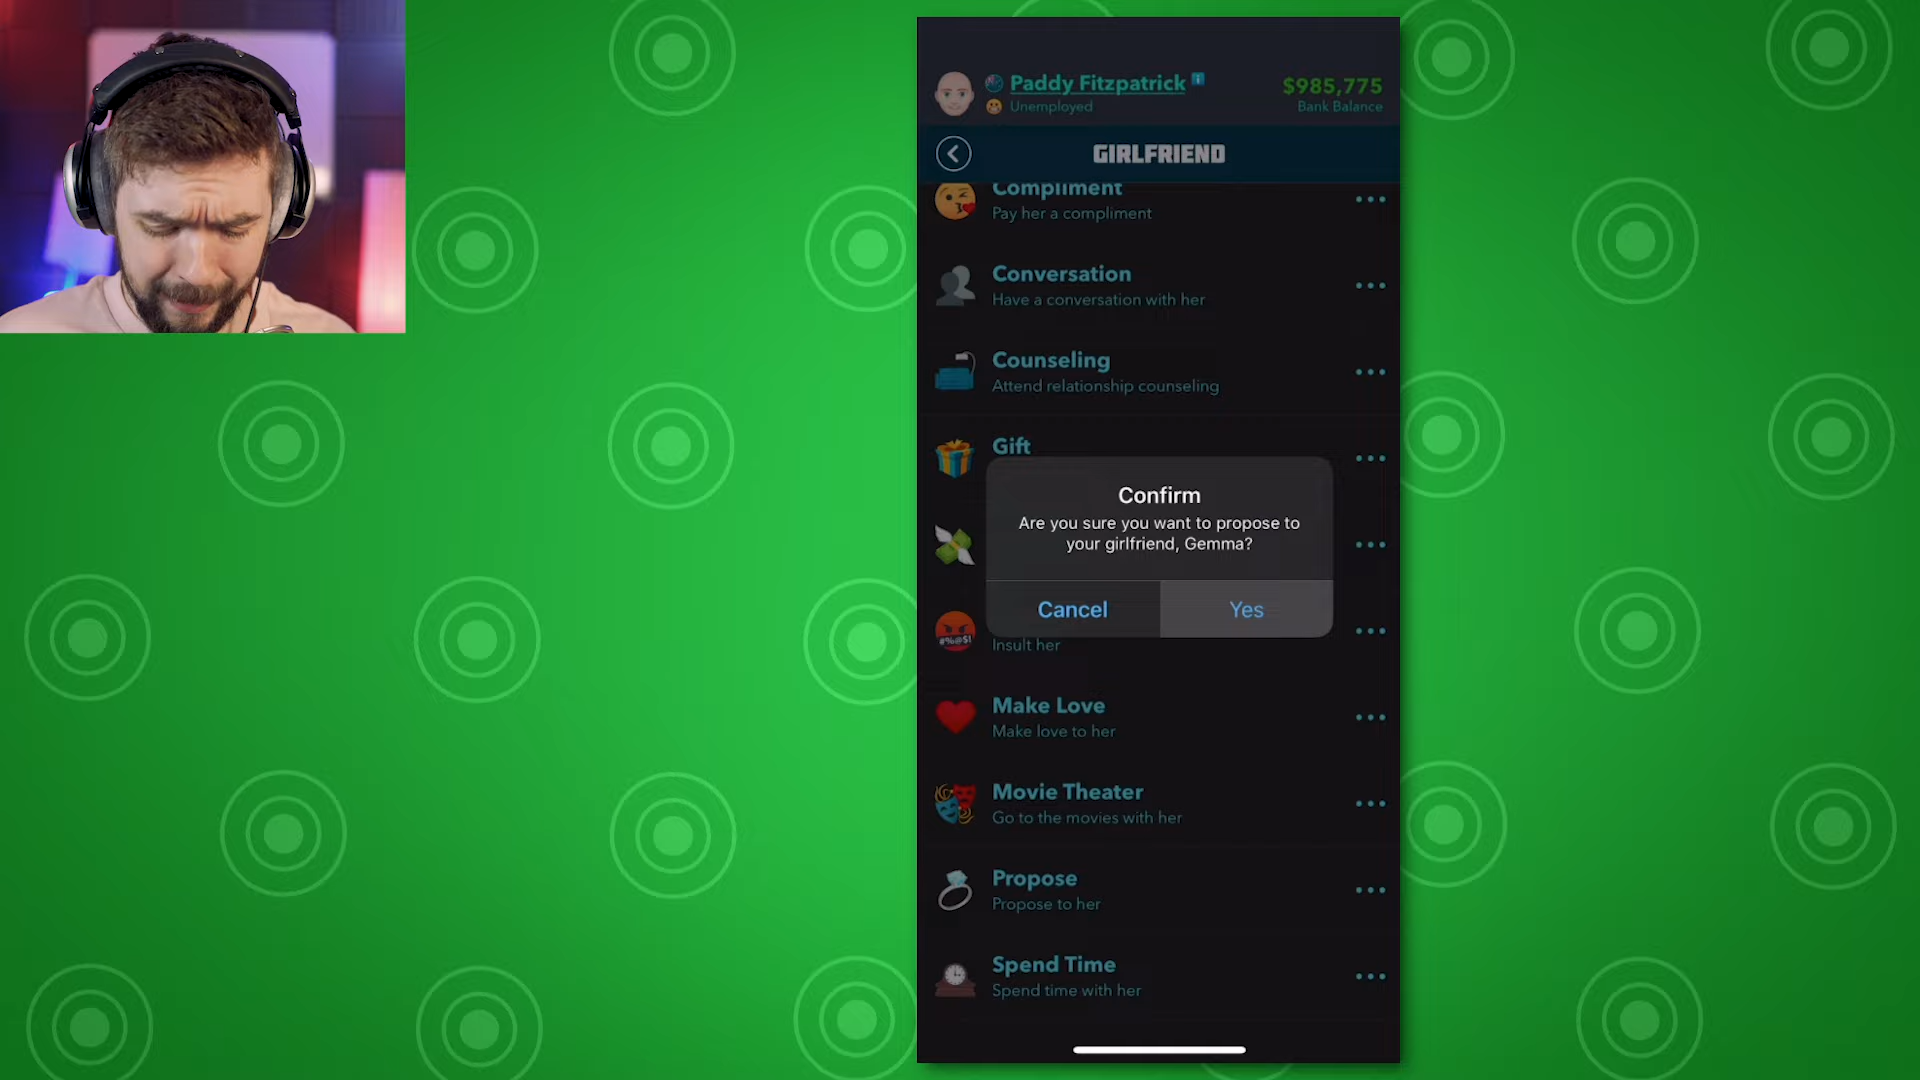 Paddy Fitzpatrick
$985,775
Unemployed
Bank Balance
GIRLFRIEND
Compliment
Pay her a compliment
Conversation
Have a conversation with her
Counseling
Attend relationship counseling
Gift
Confirm
Are you sure you want to propose to
your girlfriend, Gemma?
Cancel
Yes
#%@$!
Insult her
Make Love
Make love to her
Movie Theater
Go to the movies with her
Propose
Propose to her
Spend Time
Spend time with her